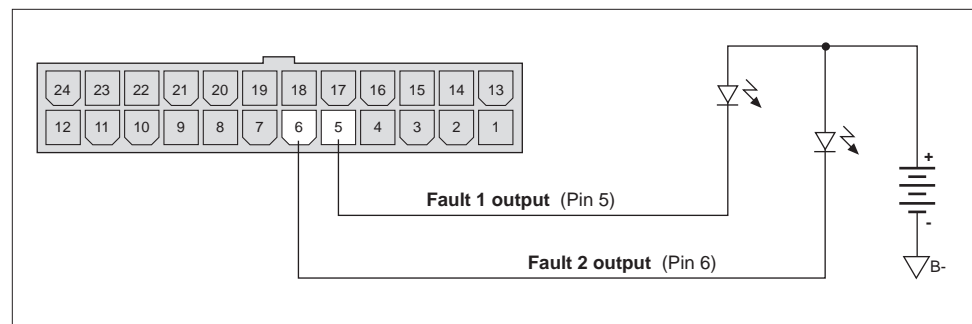 24 23 22 21 20 19 18 17 16 15 14 13
12 11 10 9 8 7 6 5 4 3 2 1
+
Fault 1 output (Pin 5)
-
Fault 2 output (Pin 6)
B-